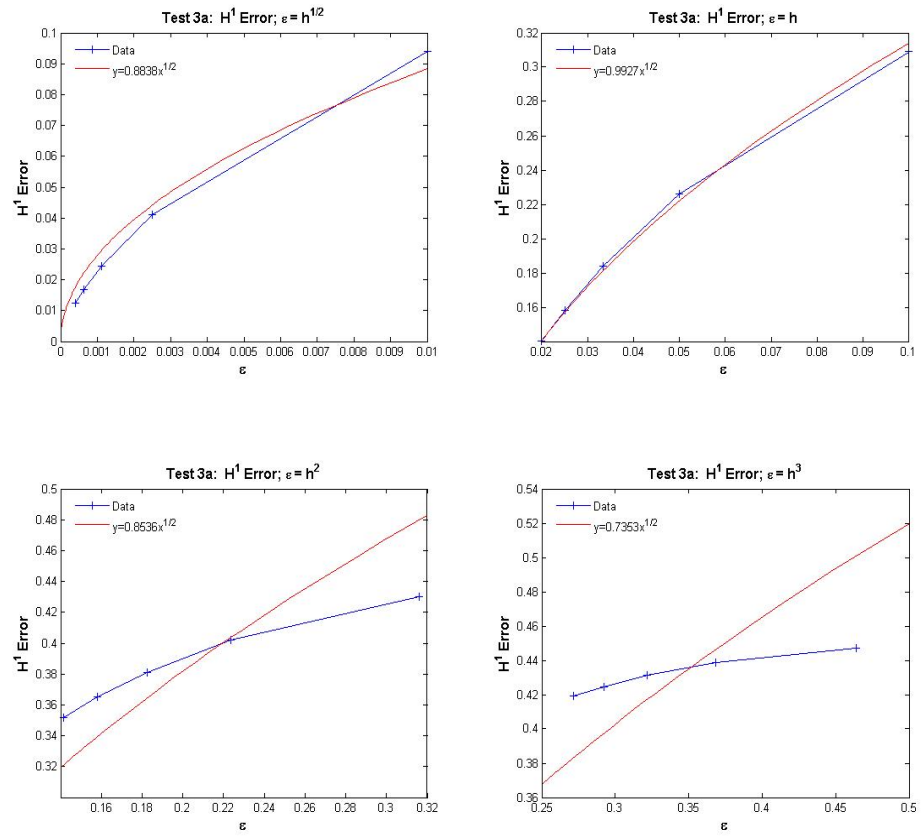 Test 3a: H¹ Error; ε = h^{1/2}
0.1
0.09
0.08
0.07
0.06
0.05
0.04
0.03
0.02
0.01
0
H¹ Error
Data
y=0.8838x^{1/2}
0 0.001 0.002 0.003 0.004 0.005 0.006 0.007 0.008 0.009 0.01
ε
Test 3a: H¹ Error; ε = h
0.32
0.3
0.28
0.26
0.24
0.22
0.2
0.18
0.16
H¹ Error
Data
y=0.9927x^{1/2}
0.02 0.03 0.04 0.05 0.06 0.07 0.08 0.09 0.1
ε
Test 3a: H¹ Error; ε = h²
0.5
0.48
0.46
0.44
0.42
0.4
0.38
0.36
0.34
0.32
H¹ Error
Data
y=0.8536x^{1/2}
0.16 0.18 0.2 0.22 0.24 0.26 0.28 0.3 0.32
ε
Test 3a: H¹ Error; ε = h³
0.54
0.52
0.5
0.48
0.46
0.44
0.42
0.4
0.38
0.36
H¹ Error
Data
y=0.7353x^{1/2}
0.25 0.3 0.35 0.4 0.45 0.5
ε